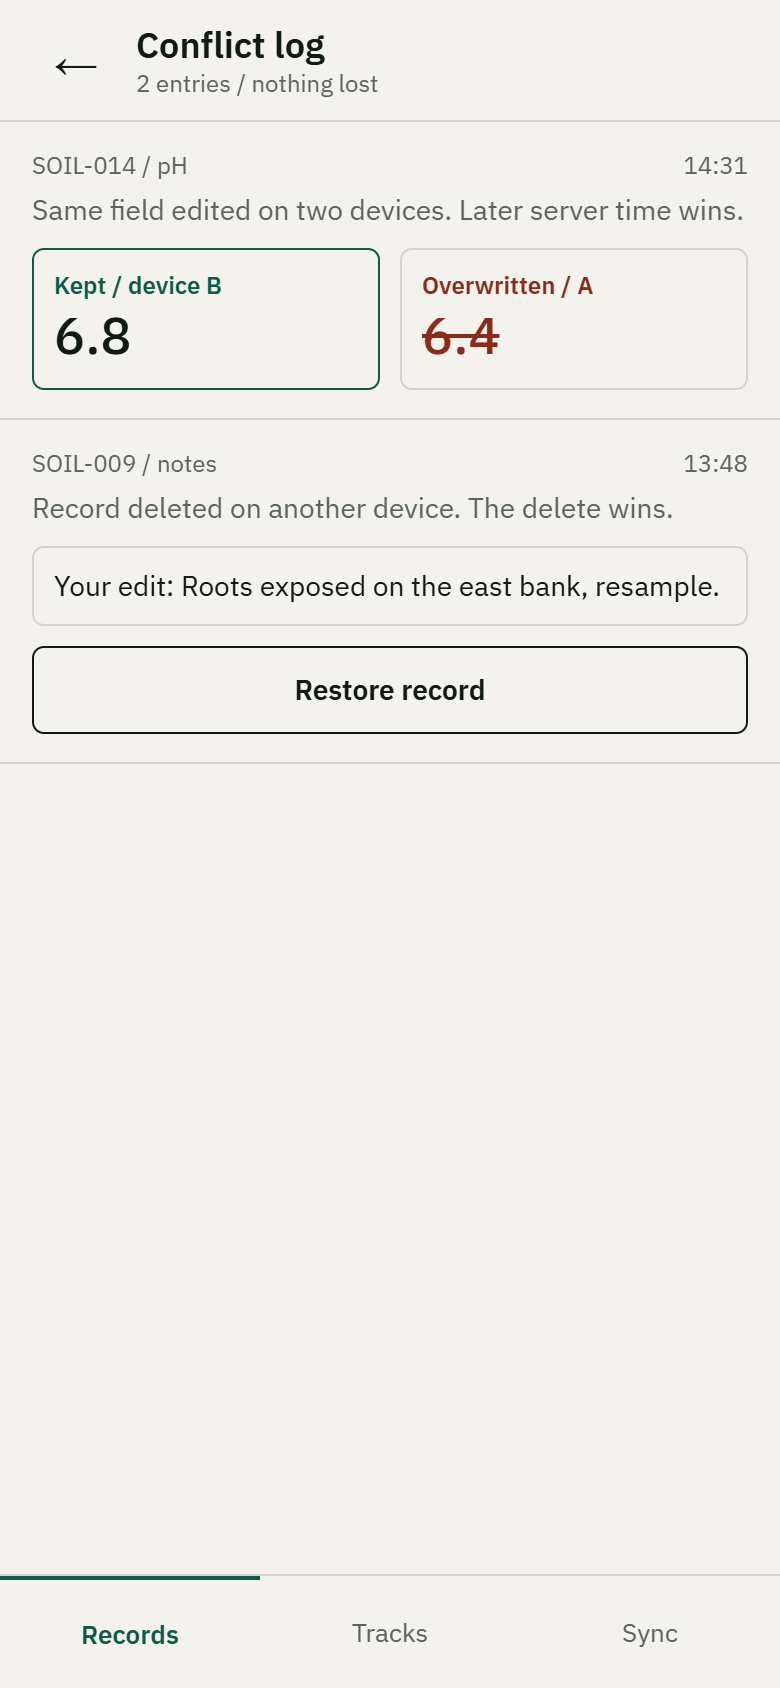 ←
Conflict log
2 entries / nothing lost
SOIL-014 / pH 14:31
Same field edited on two devices. Later server time wins.
Kept / device B Overwritten / A
6.8 6.4
SOIL-009 / notes 13:48
Record deleted on another device. The delete wins.
Your edit: Roots exposed on the east bank, resample.
Restore record
Records Tracks Sync